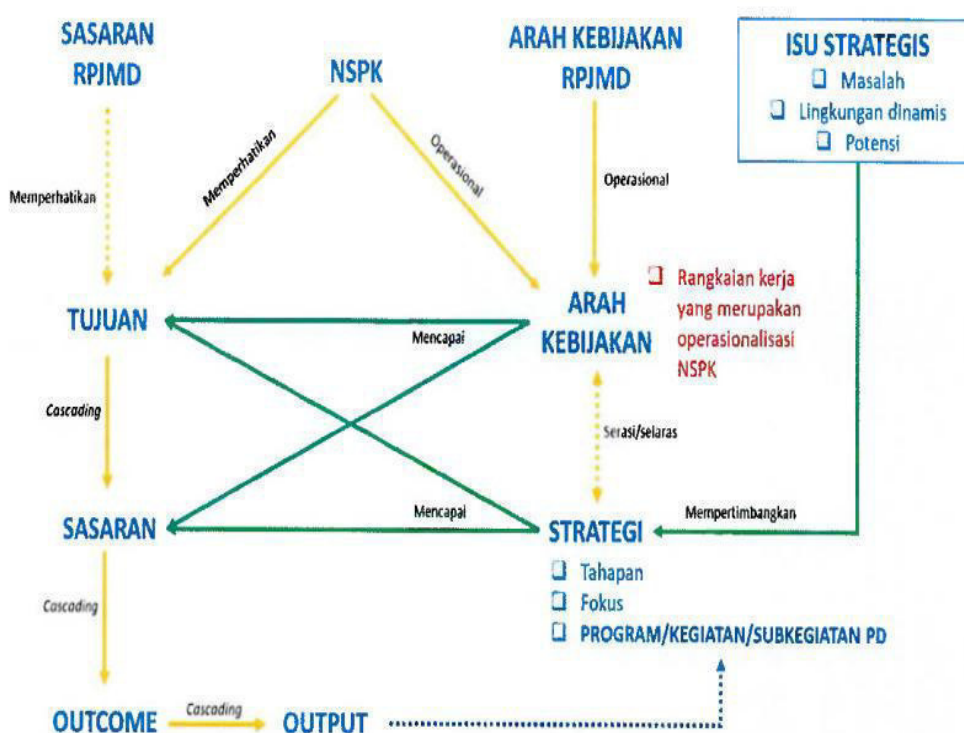 SASARAN
RPJMD
NSPK
ARAH KEBIJAKAN
RPJMD
ISU STRATEGIS
Masalah
Lingkungan dinamis
Potensi
Memperhatikan
Memperhatikan
Operasional
Operasional
TUJUAN
Mencapai
ARAH
KEBIJAKAN
Rangkaian kerja
yang merupakan
operasionalisasi
NSPK
Cascading
Serasi/selaras
SASARAN
Mencapai
STRATEGI
Mempertimbangkan
Tahapan
Fokus
PROGRAM/KEGIATAN/SUBKEGIATAN PD
Cascading
OUTCOME
Cascading
OUTPUT